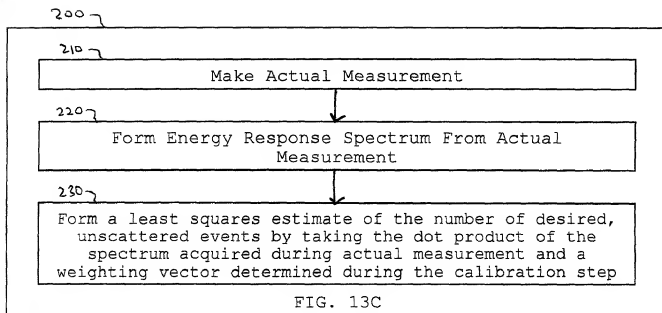 200
210
Make Actual Measurement
220
Form Energy Response Spectrum From Actual
Measurement
230
Form a least squares estimate of the number of desired,
unscattered events by taking the dot product of the
spectrum acquired during actual measurement and a
weighting vector determined during the calibration step
FIG. 13C